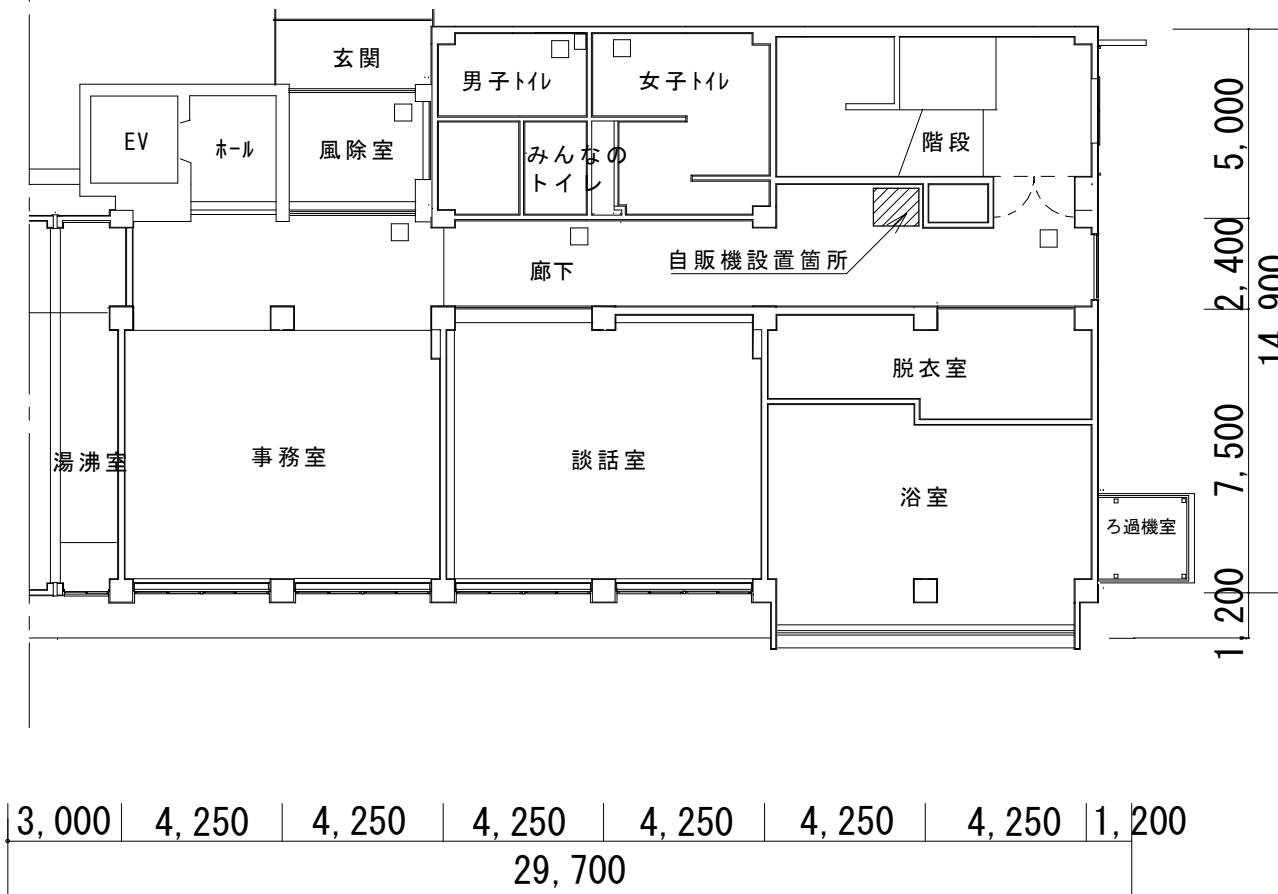 玄関
男子ﾄｲﾚ
女子ﾄｲﾚ
EV
ﾎｰﾙ
風除室
みんなの
トイレ
階段
自販機設置箇所
廊下
脱衣室
湯沸室
事務室
談話室
浴室
ろ過機室
5,000
2,400
14,900
7,500
1,200
3,000
4,250
4,250
4,250
4,250
4,250
4,250
1,200
29,700